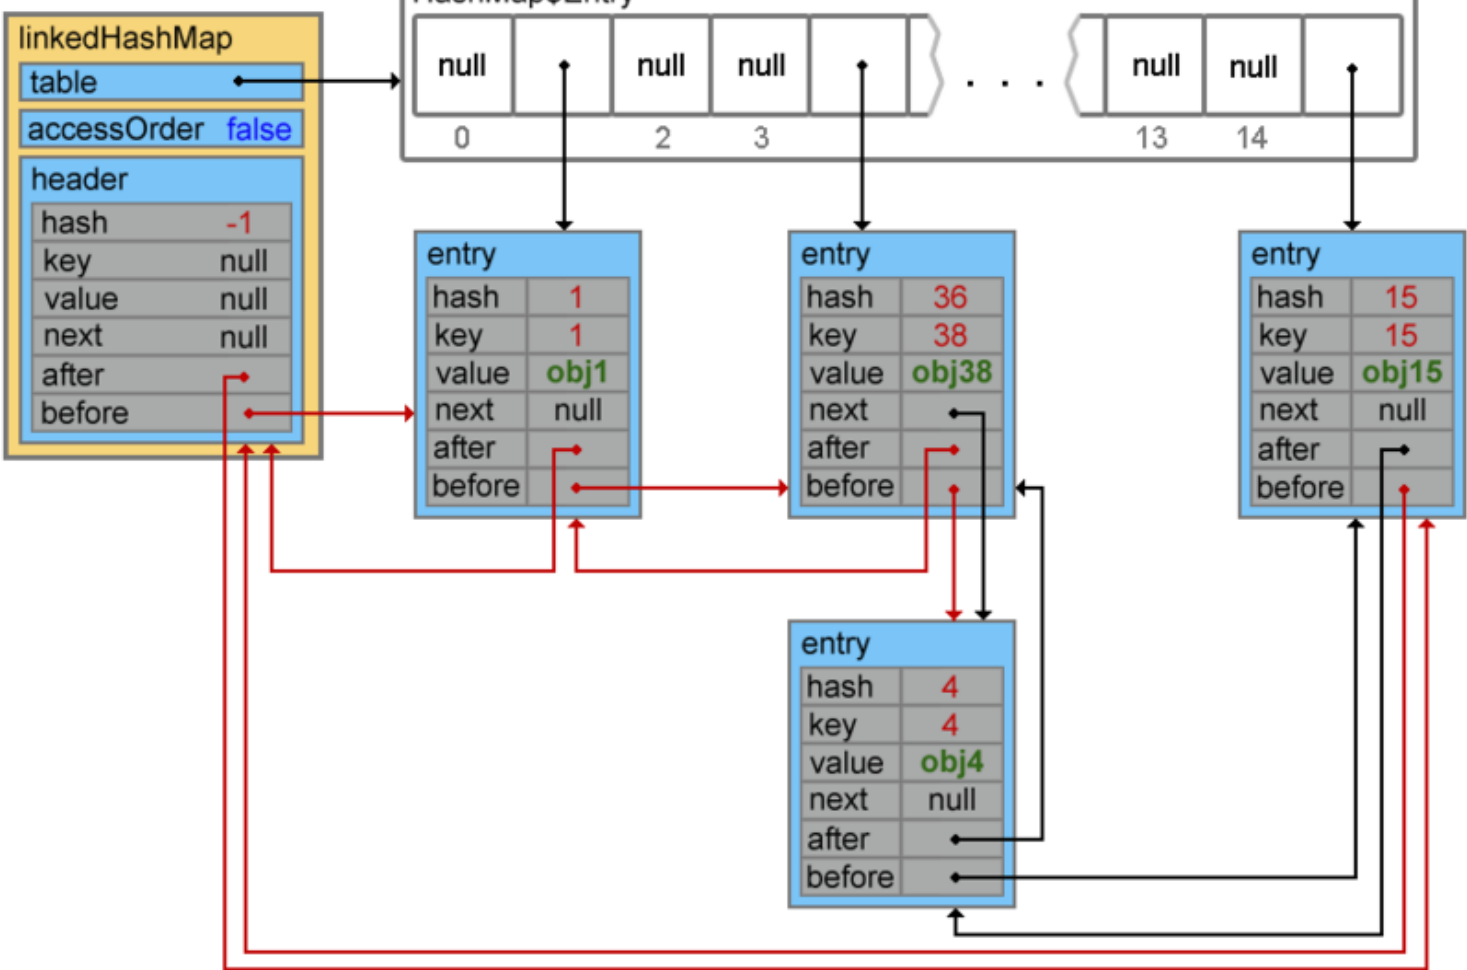 HashMap$Entry
linkedHashMap
table
accessOrder false
header
hash -1
key null
value null
next null
after
before
null null null . . . null null
0 2 3 13 14
entry
hash 1
key 1
value obj1
next null
after
before
entry
hash 36
key 38
value obj38
next
after
before
entry
hash 15
key 15
value obj15
next null
after
before
entry
hash 4
key 4
value obj4
next null
after
before